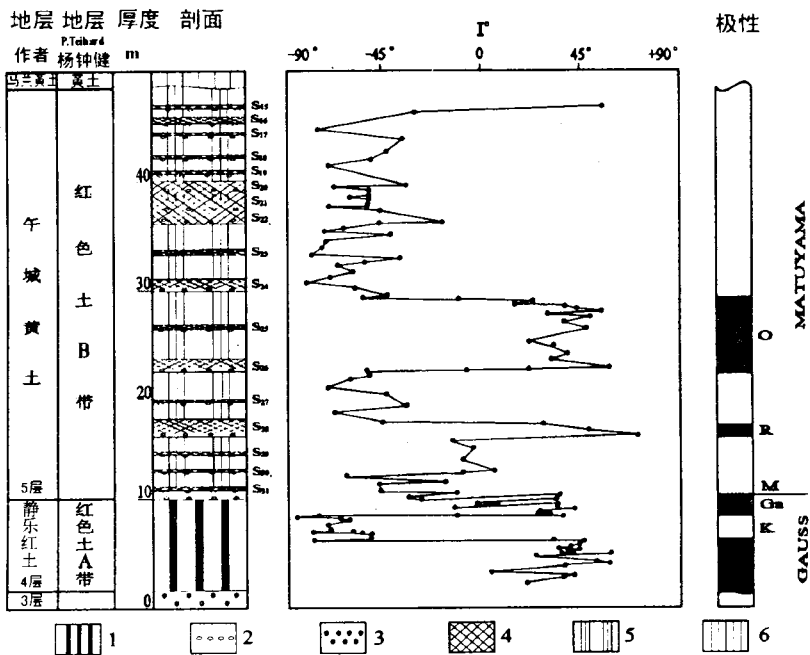 地层 地层 厚度 剖面 I° 极性
作者 P.Teihard 杨钟健 m −90° −45° 0 45° +90°
马兰黄土 黄土
午城黄土
5层
静乐红土
4层
3层
红色土B带
红色土A带
40
30
20
10
0
S45
S46
S17
S18
S19
S20
S21
S22
S23
S24
S25
S26
S27
S28
S29
S30
S31
O
R
M
Ga
K
MATUYAMA
GAUSS
1 2 3 4 5 6